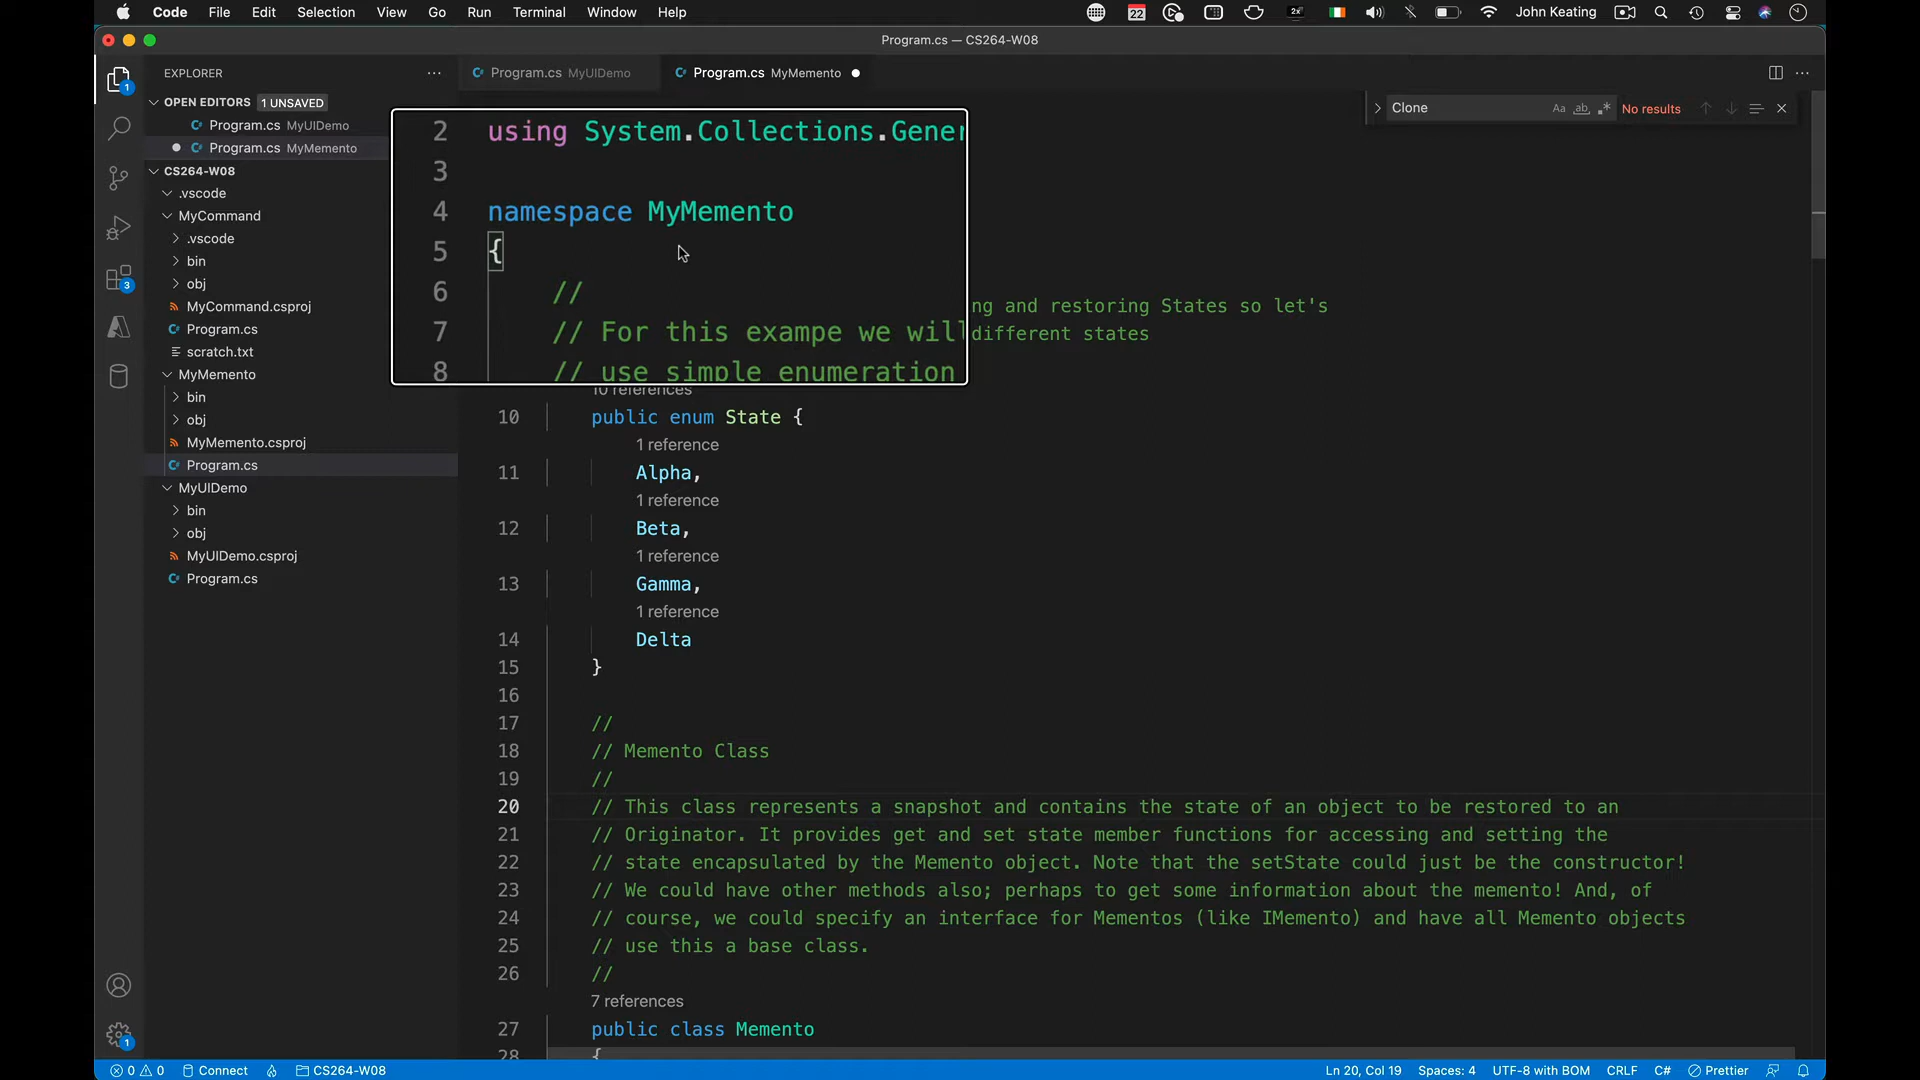 Code File Edit Selection View Go Run Terminal Window Help
22 2x John Keating
Program.cs — CS264-W08
EXPLORER
OPEN EDITORS 1 UNSAVED
Program.cs MyUIDemo
Program.cs MyMemento
CS264-W08
.vscode
MyCommand
.vscode
bin
obj
MyCommand.csproj
Program.cs
scratch.txt
MyMemento
bin
obj
MyMemento.csproj
Program.cs
MyUIDemo
bin
obj
MyUIDemo.csproj
Program.cs
1
3
1
Program.cs MyUIDemo
Program.cs MyMemento
Clone Aa ab No results
2 using System.Collections.Gener
3
4 namespace MyMemento
5 {
6 //
7 // For this exampe we will
8 // use simple enumeration
ng and restoring States so let's
different states
10 references
10 public enum State {
1 reference
11 Alpha,
1 reference
12 Beta,
1 reference
13 Gamma,
1 reference
14 Delta
15 }
16
17 //
18 // Memento Class
19 //
20 // This class represents a snapshot and contains the state of an object to be restored to an
21 // Originator. It provides get and set state member functions for accessing and setting the
22 // state encapsulated by the Memento object. Note that the setState could just be the constructor!
23 // We could have other methods also; perhaps to get some information about the memento! And, of
24 // course, we could specify an interface for Mementos (like IMemento) and have all Memento objects
25 // use this a base class.
26 //
7 references
27 public class Memento
28 {
0 0 Connect CS264-W08
Ln 20, Col 19 Spaces: 4 UTF-8 with BOM CRLF C# Prettier